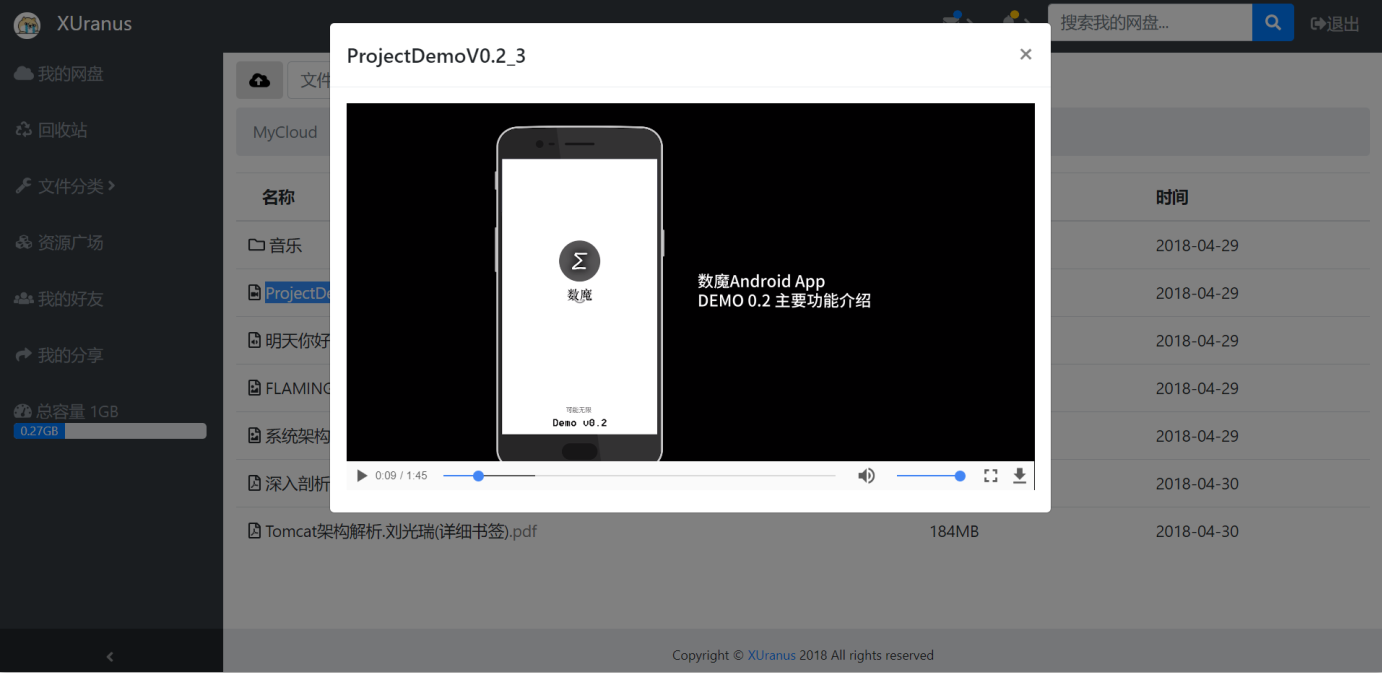 XUranus
搜索我的网盘...
退出
我的网盘
回收站
文件分类
资源广场
我的好友
我的分享
总容量 1GB
0.27GB
文件
MyCloud
名称
时间
音乐
2018-04-29
ProjectDe
2018-04-29
明天你好
2018-04-29
FLAMING
2018-04-29
系统架构
2018-04-29
深入剖析
2018-04-30
Tomcat架构解析.刘光瑞(详细书签).pdf
184MB
2018-04-30
ProjectDemoV0.2_3
×
数魔
可能无限
Demo v0.2
数魔Android App
DEMO 0.2 主要功能介绍
0:09 / 1:45
Copyright © XUranus 2018 All rights reserved